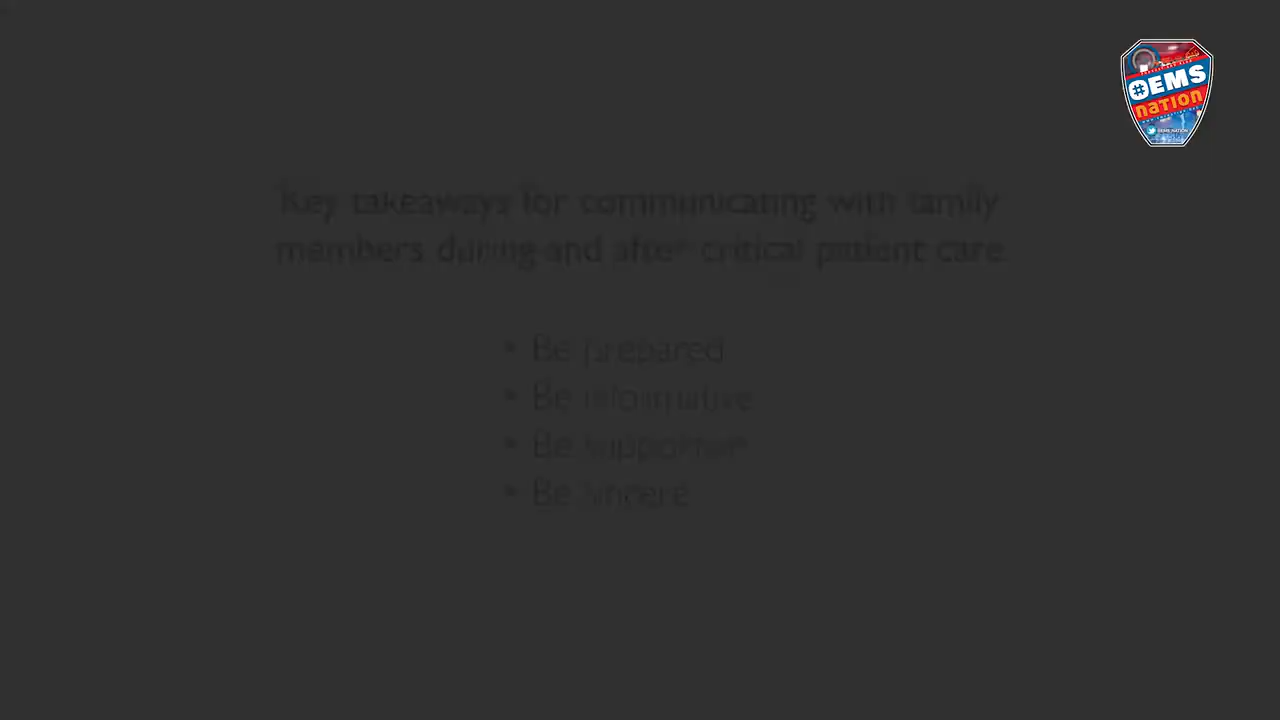 #EMS
nation
Key takeaways for communicating with family
members during and after critical patient care
• Be prepared
• Be informative
• Be supportive
• Be sincere